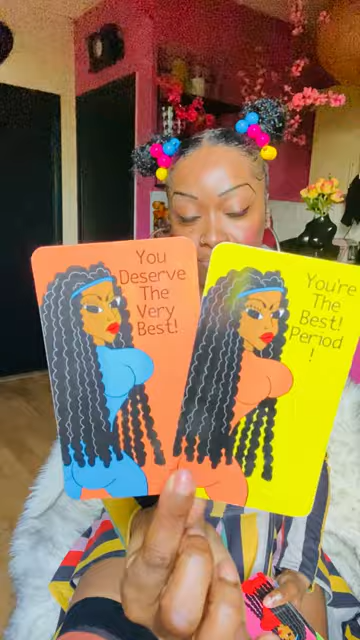 You
Deserve
The
Very
Best!
You're
The
Best!
Period
!